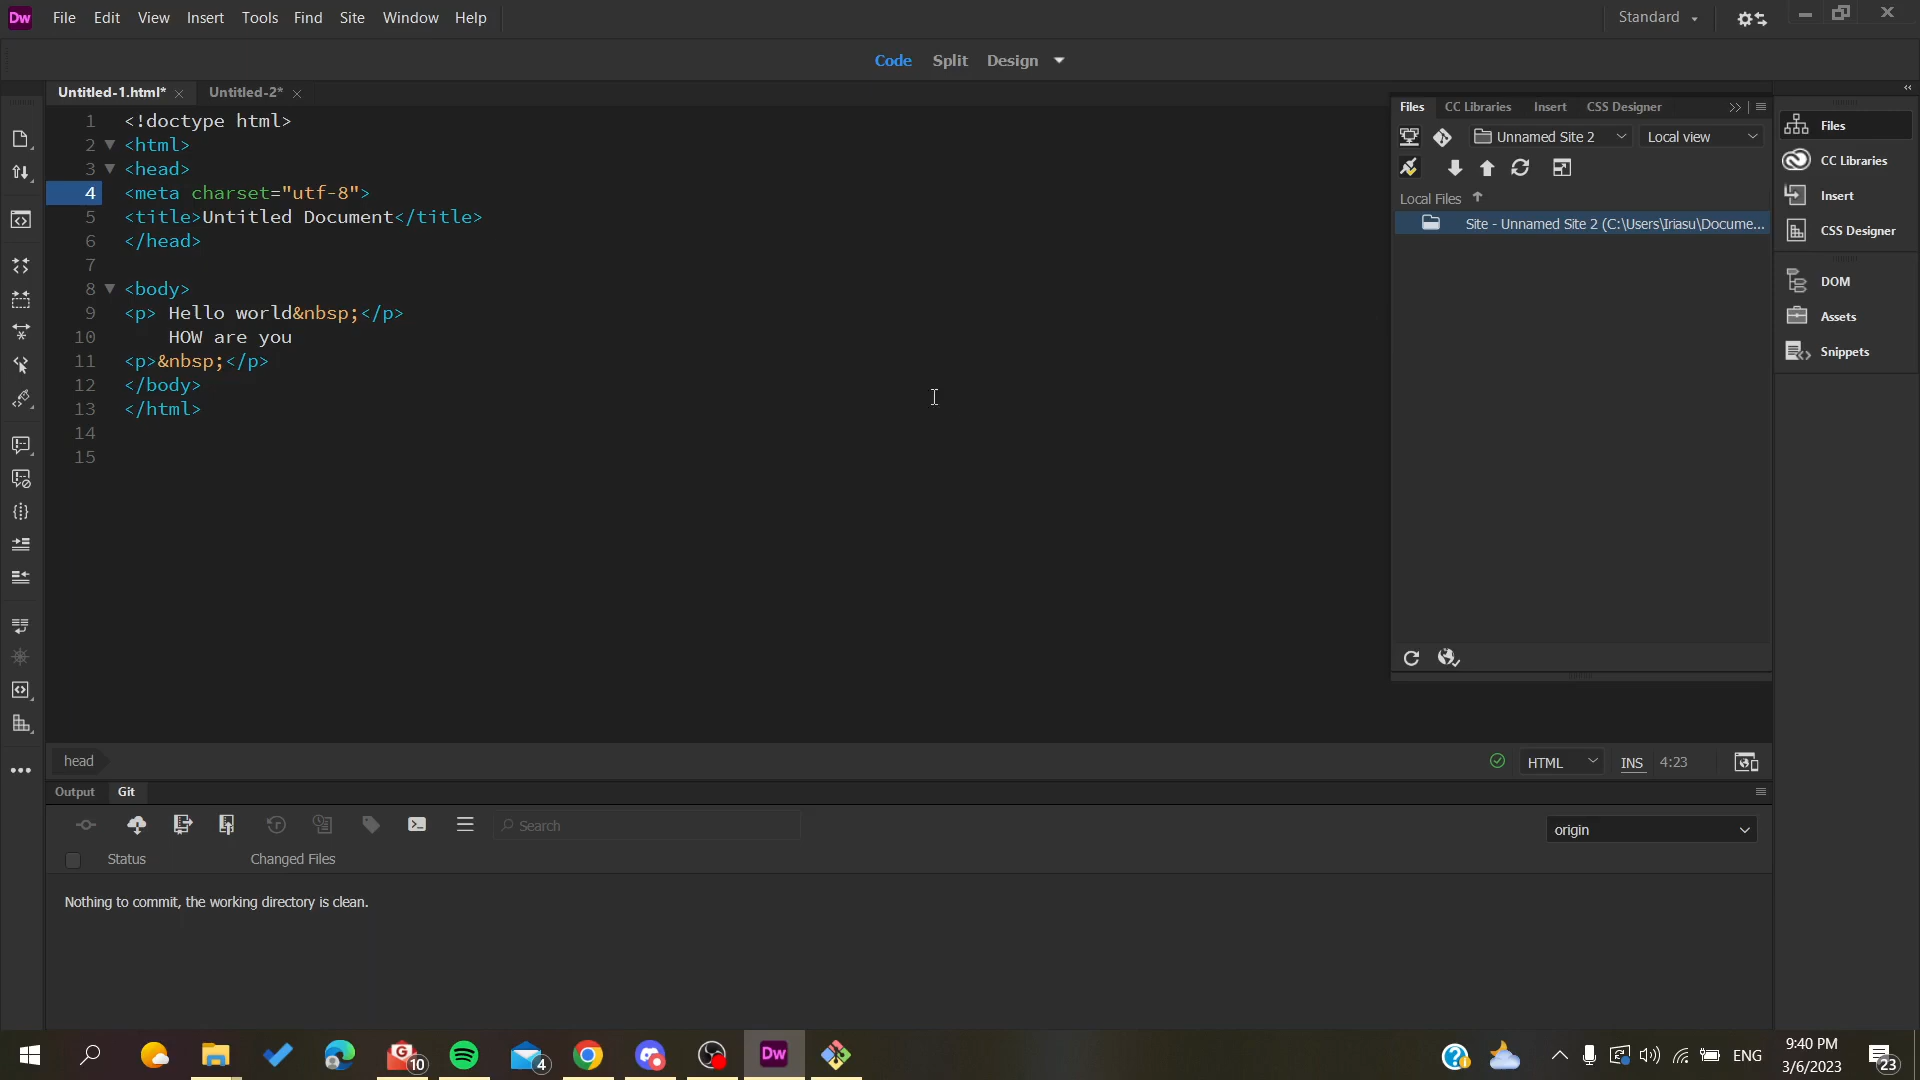 Dw File Edit View Insert Tools Find Site Window Help Standard
Code Split Design
Untitled-1.html* Untitled-2*
1 <!doctype html>
2 <html>
3 <head>
4 <meta charset="utf-8">
5 <title>Untitled Document</title>
6 </head>
7
8 <body>
9 <p> Hello world&nbsp;</p>
10 HOW are you
11 <p>&nbsp;</p>
12 </body>
13 </html>
14
15
Files CC Libraries Insert CSS Designer
Unnamed Site 2 Local view
Local Files
Site - Unnamed Site 2 (C:\Users\Iriasu\Docume...
Files
CC Libraries
Insert
CSS Designer
DOM
Assets
Snippets
head HTML INS 4:23
Output Git
Search origin
Status Changed Files
Nothing to commit, the working directory is clean.
10 4 Dw ENG 9:40 PM
3/6/2023 23